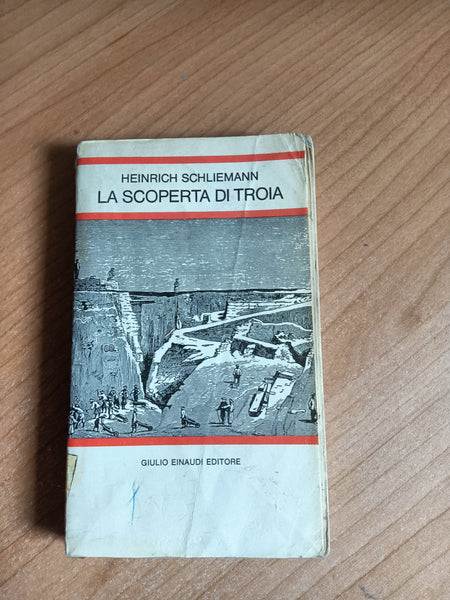 HEINRICH SCHLIEMANN
LA SCOPERTA DI TROIA
GIULIO EINAUDI EDITORE